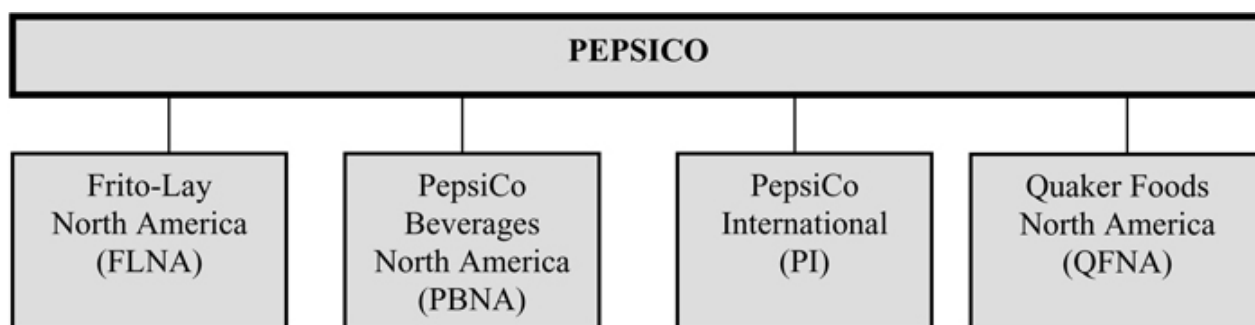 PEPSICO
Frito-Lay
North America
(FLNA)
PepsiCo
Beverages
North America
(PBNA)
PepsiCo
International
(PI)
Quaker Foods
North America
(QFNA)